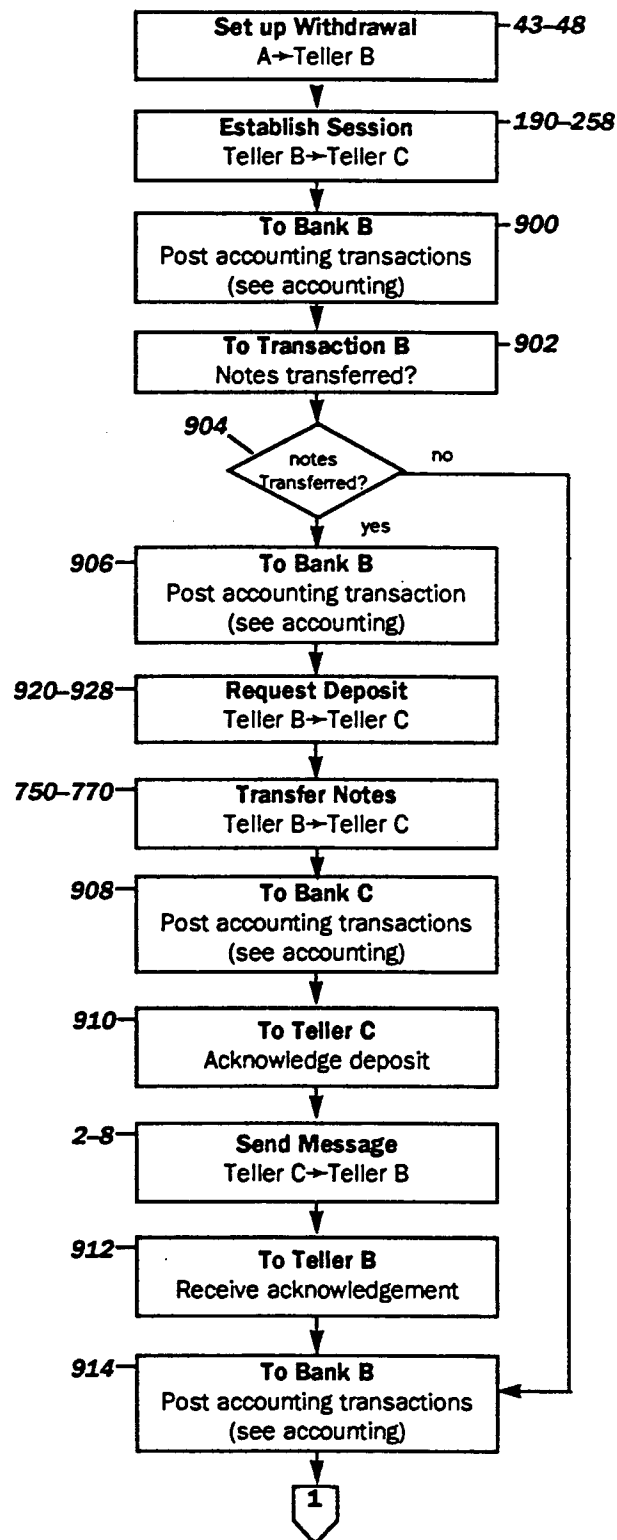 Set up Withdrawal
A→Teller B
43–48
Establish Session
Teller B→Teller C
190–258
To Bank B
Post accounting transactions
(see accounting)
900
To Transaction B
Notes transferred?
902
904
notes
Transferred?
no
yes
906
To Bank B
Post accounting transaction
(see accounting)
920–928
Request Deposit
Teller B→Teller C
750–770
Transfer Notes
Teller B→Teller C
908
To Bank C
Post accounting transactions
(see accounting)
910
To Teller C
Acknowledge deposit
2–8
Send Message
Teller C→Teller B
912
To Teller B
Receive acknowledgement
914
To Bank B
Post accounting transactions
(see accounting)
1